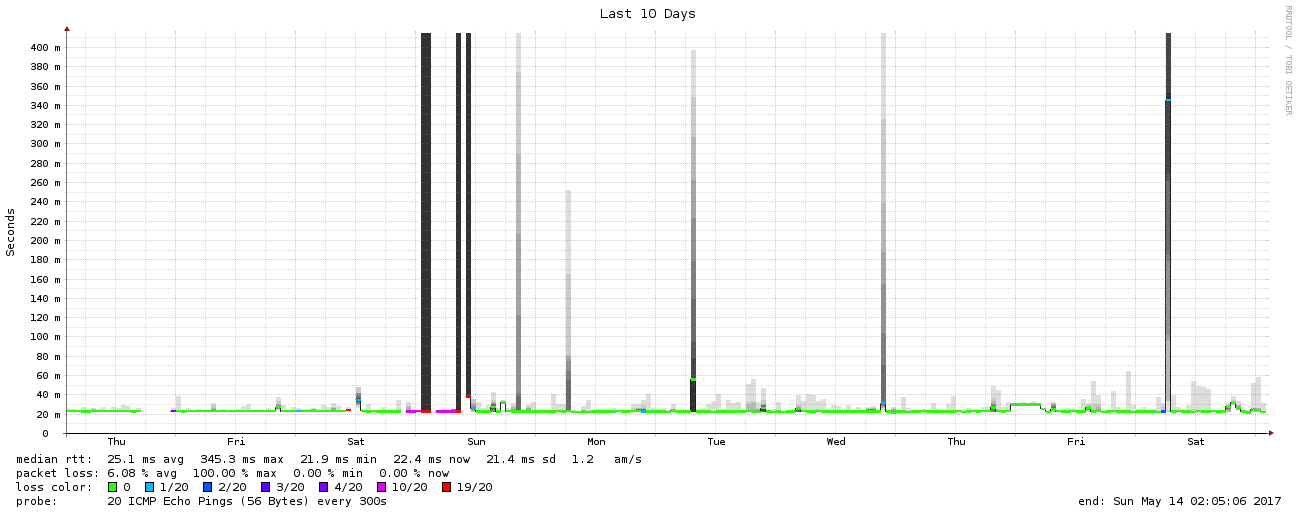 Last 10 Days
RRDTOOL / TOBI OETIKER
Seconds
400 m
380 m
360 m
340 m
320 m
300 m
280 m
260 m
240 m
220 m
200 m
180 m
160 m
140 m
120 m
100 m
80 m
60 m
40 m
20 m
0
Thu Fri Sat Sun Mon Tue Wed Thu Fri Sat
median rtt: 25.1 ms avg 345.3 ms max 21.9 ms min 22.4 ms now 21.4 ms sd 1.2 am/s
packet loss: 6.08 % avg 100.00 % max 0.00 % min 0.00 % now
loss color: 0 1/20 2/20 3/20 4/20 10/20 19/20
probe: 20 ICMP Echo Pings (56 Bytes) every 300s end: Sun May 14 02:05:06 2017